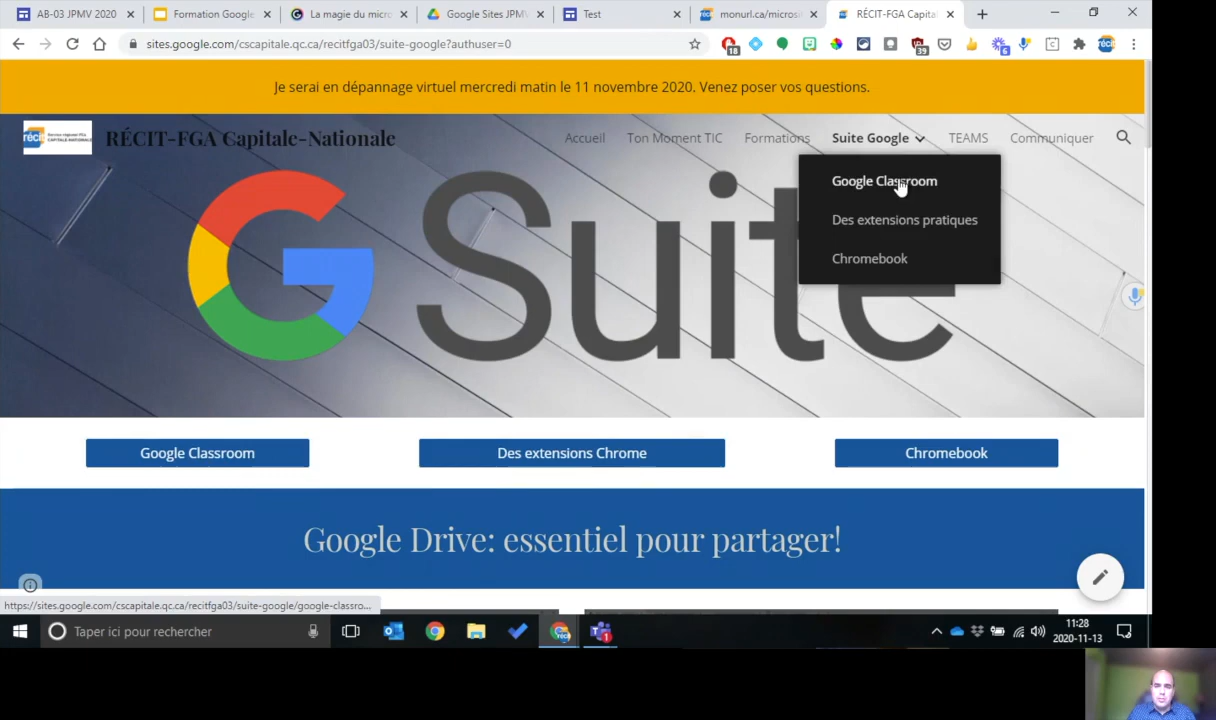 AB-03 JPMV 2020
Formation Google
La magie du micro
Google Sites JPMV
Test
monurl.ca/microsi
RÉCIT-FGA Capita
sites.google.com/cscapitale.qc.ca/recitfga03/suite-google?authuser=0
18
39
6
Je serai en dépannage virtuel mercredi matin le 11 novembre 2020. Venez poser vos questions.
RÉCIT-FGA Capitale-Nationale
Accueil
Ton Moment TIC
Formations
Suite Google
TEAMS
Communiquer
Google Classroom
Des extensions pratiques
Chromebook
G Suite
Google Classroom
Des extensions Chrome
Chromebook
Google Drive: essentiel pour partager!
https://sites.google.com/cscapitale.qc.ca/recitfga03/suite-google/google-classro...
Taper ici pour rechercher
1
11:28
2020-11-13